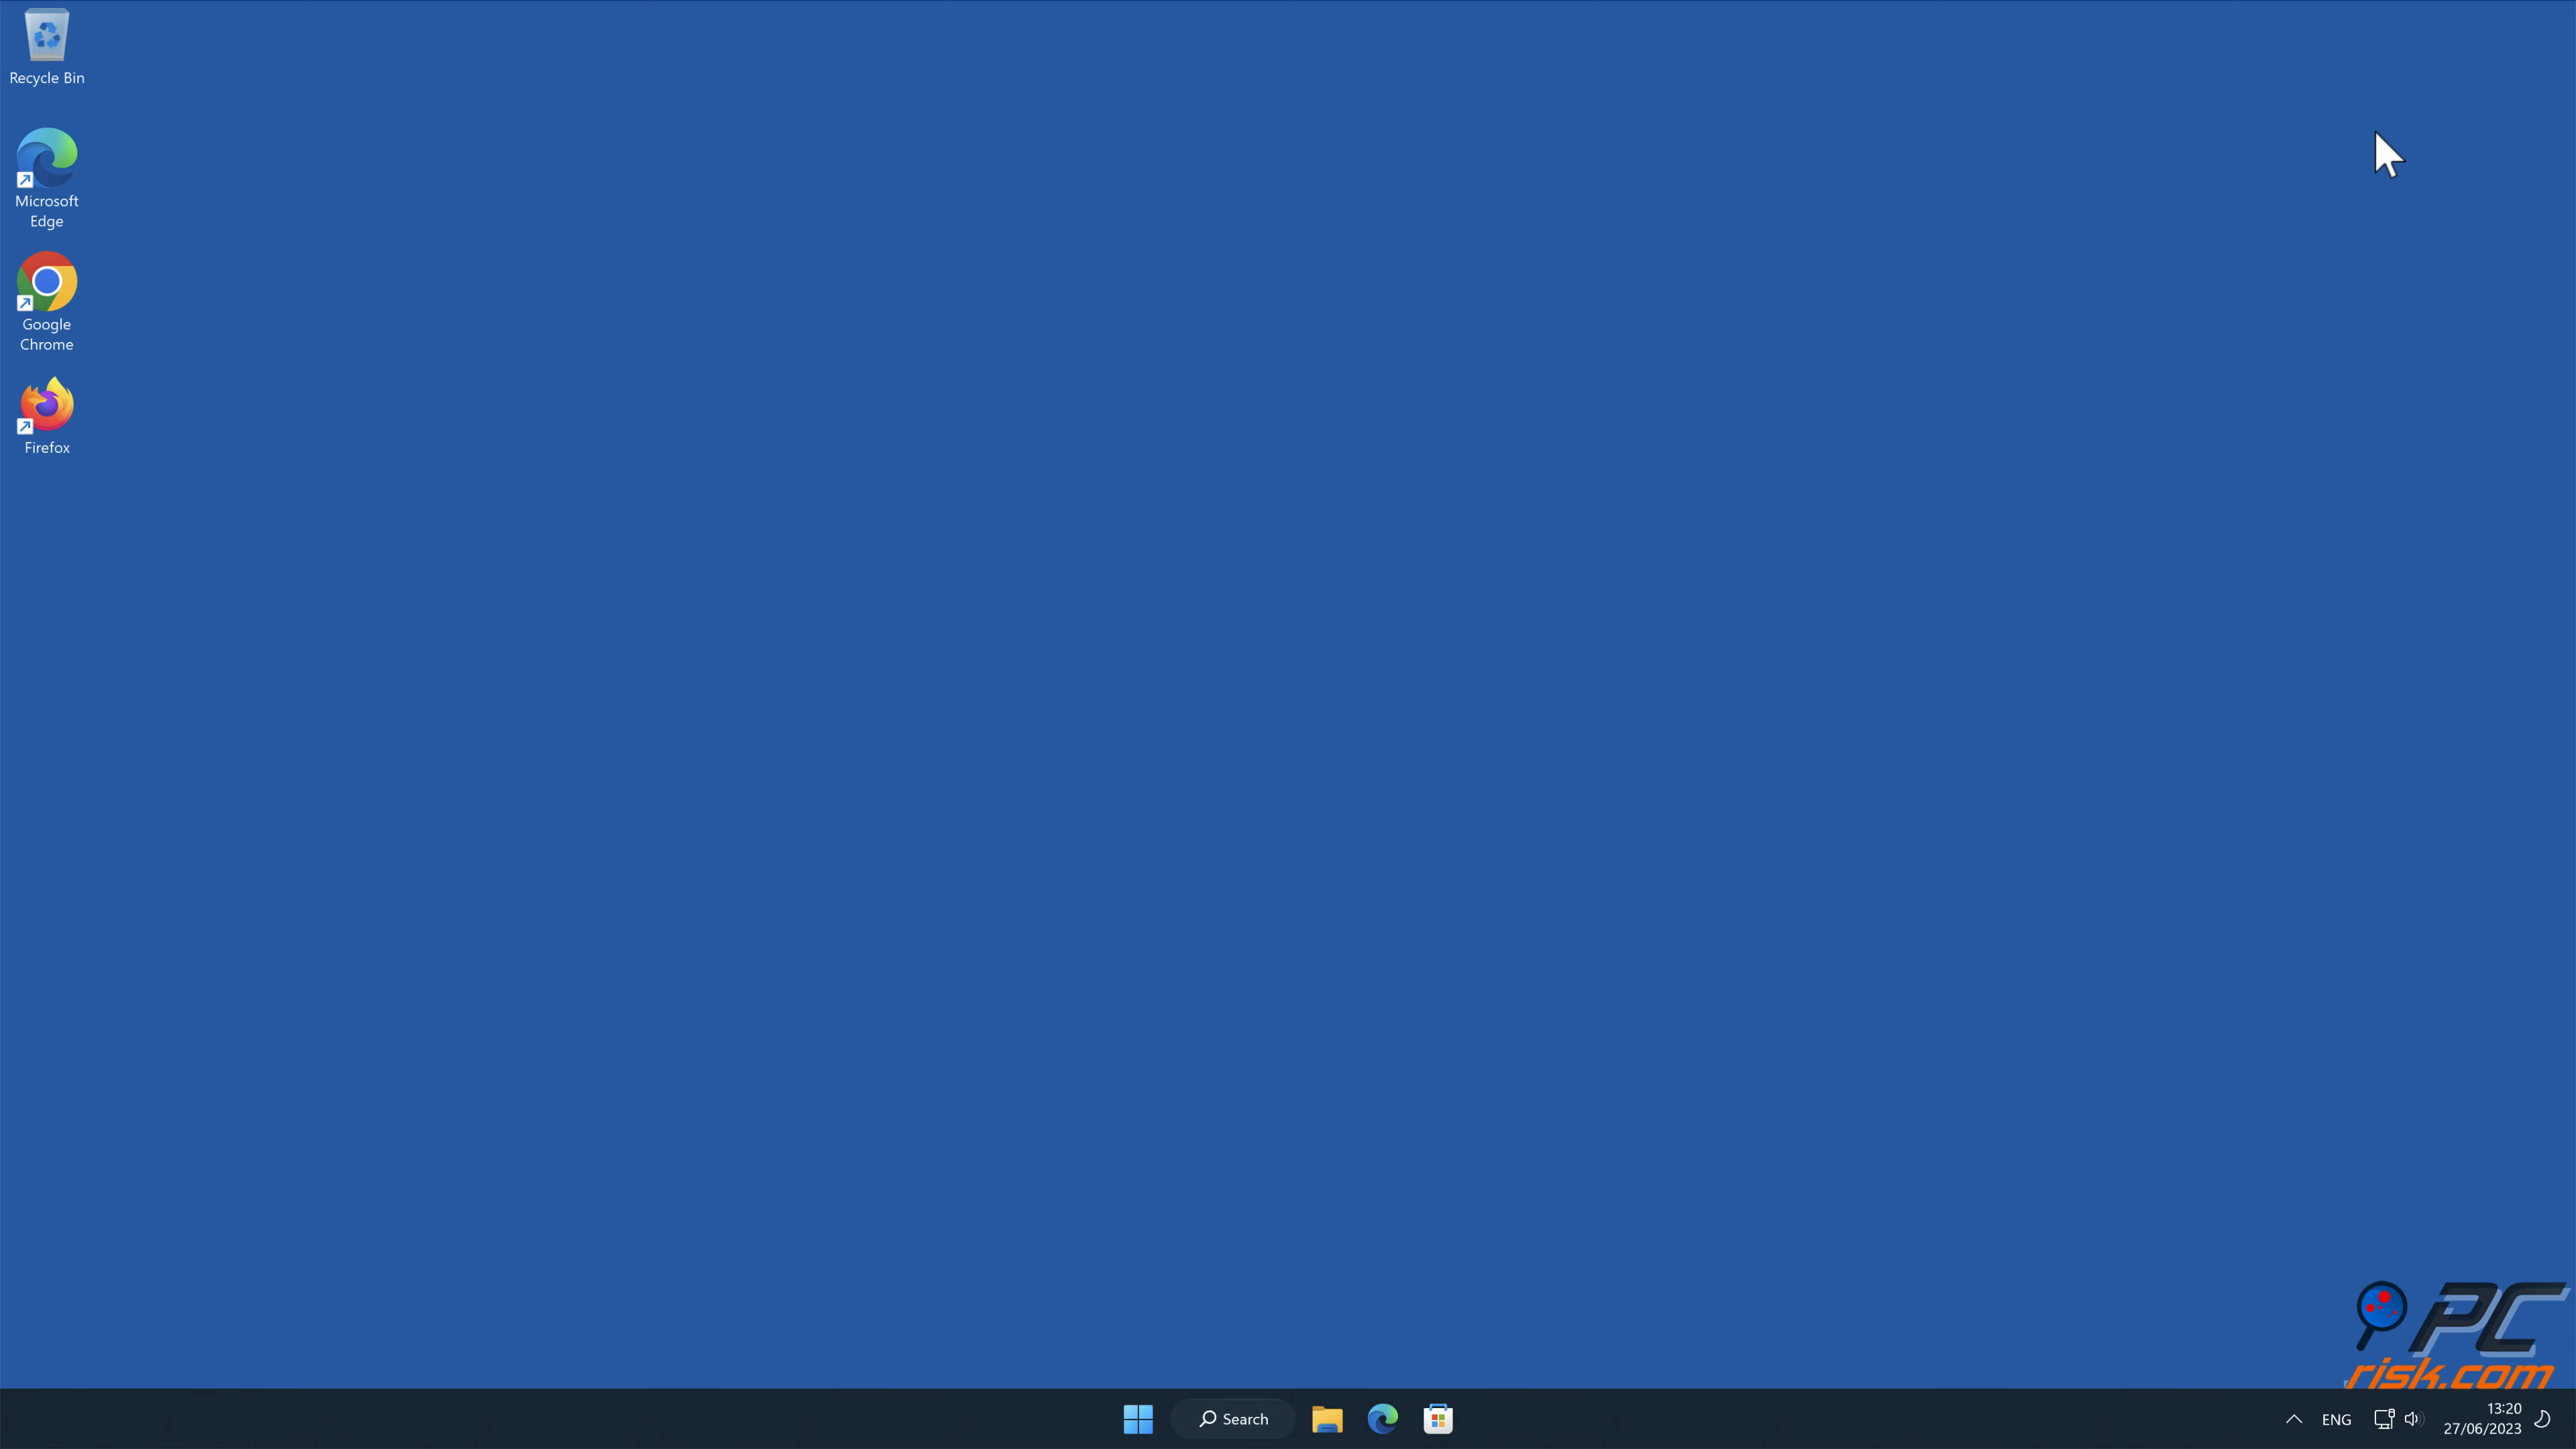 Recycle Bin
Microsoft
Edge
Google
Chrome
Firefox
PC
risk.com
Search
ENG
13:20
27/06/2023